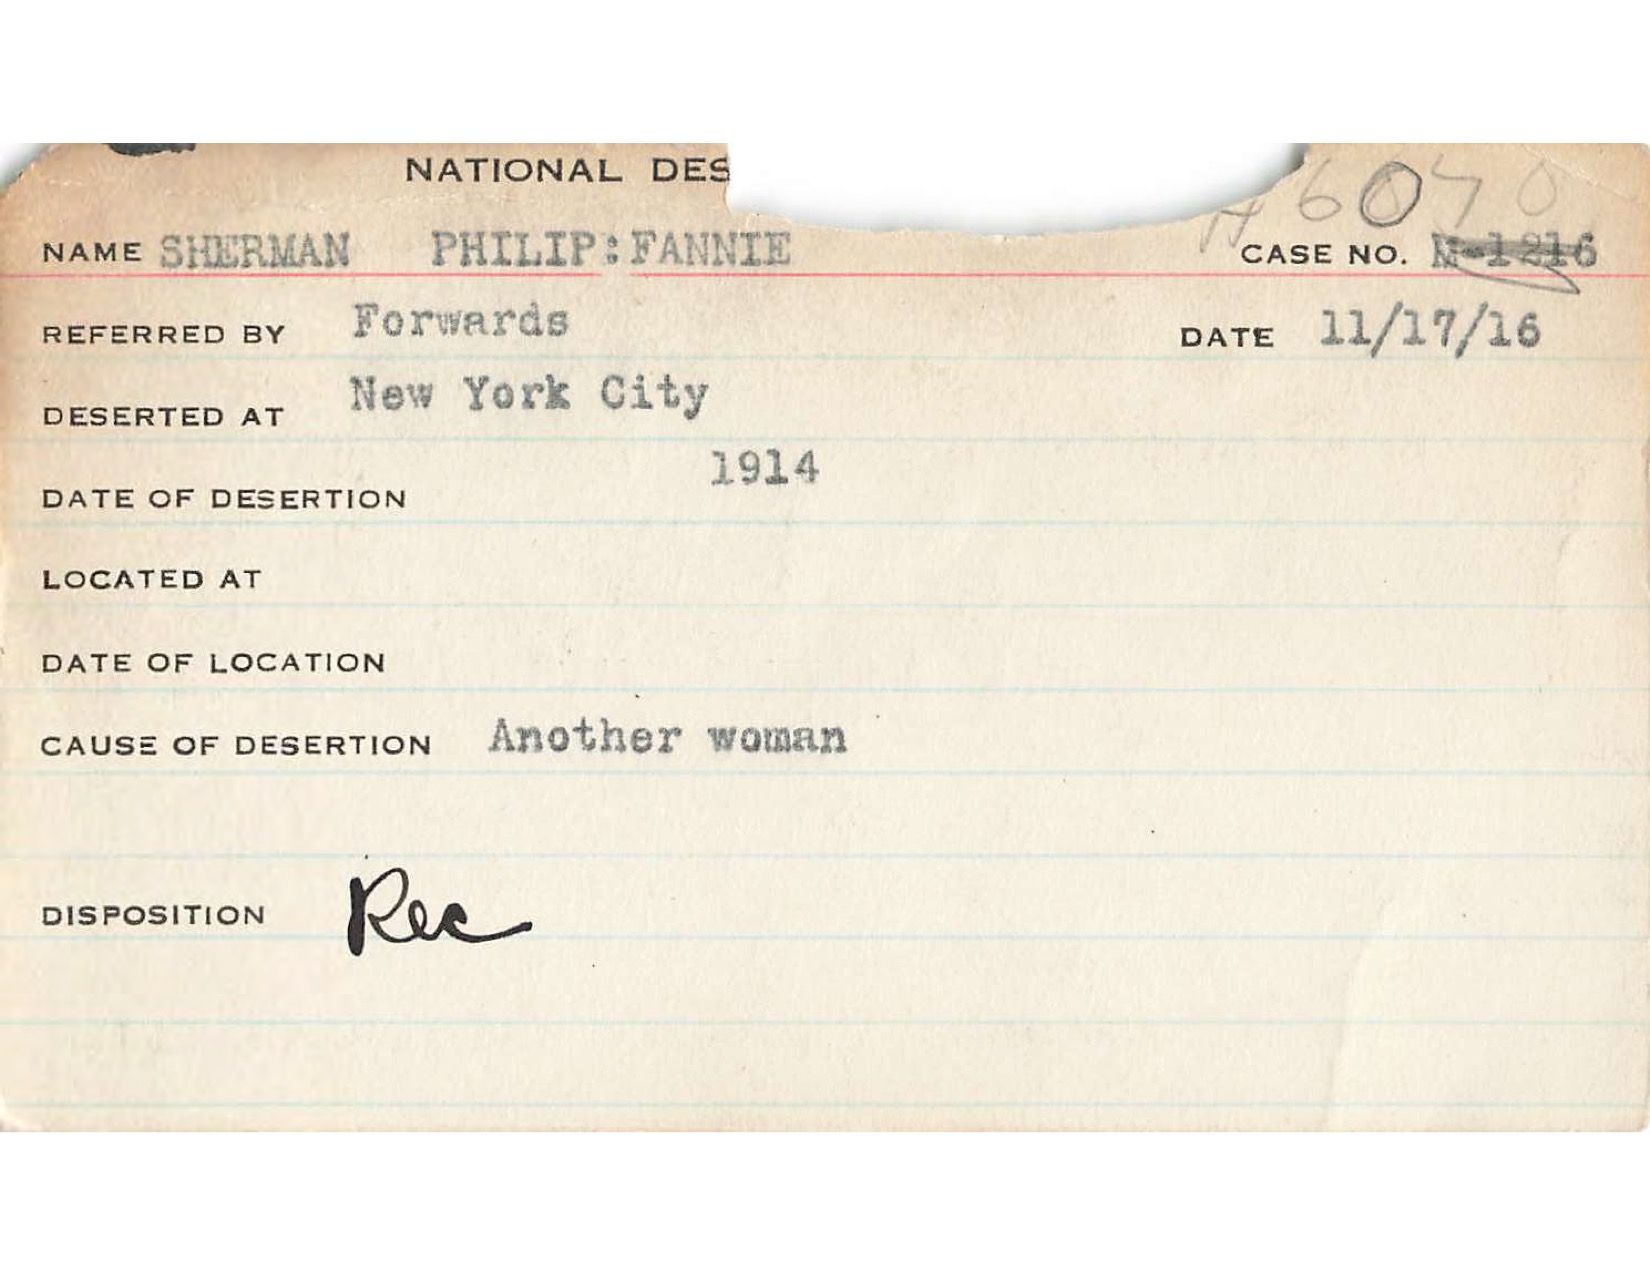 NATIONAL DES
A6070
NAME SHERMAN PHILIP:FANNIE CASE NO. N-1216
REFERRED BY Forwards DATE 11/17/16
DESERTED AT New York City
DATE OF DESERTION 1914
LOCATED AT
DATE OF LOCATION
CAUSE OF DESERTION Another woman
DISPOSITION Rec